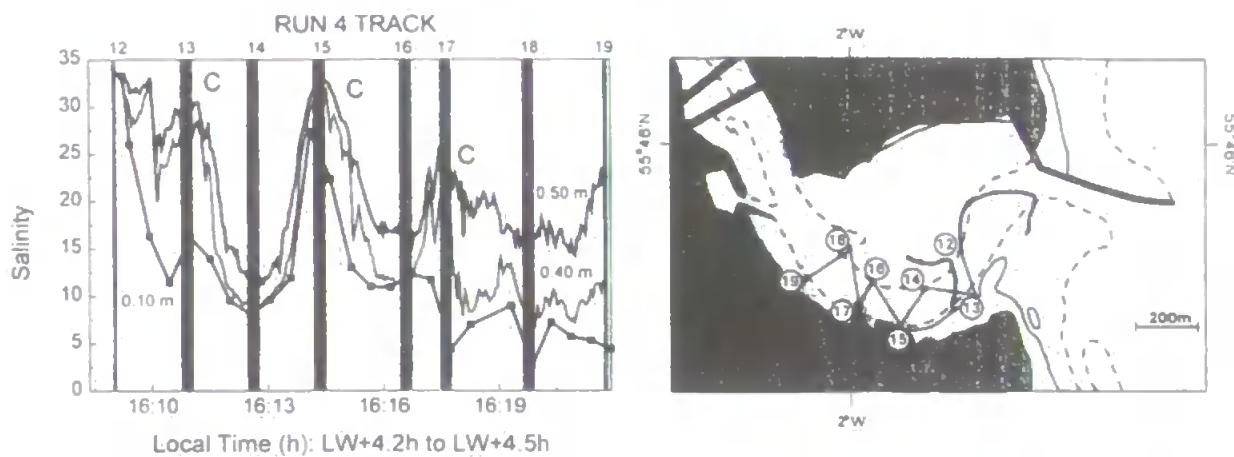 RUN 4 TRACK
12 13 14 15 16 17 18 19
35
30
25
20
15
10
5
0
Salinity
C
C
C
0.50 m
0.40 m
0.10 m
16:10 16:13 16:16 16:19
Local Time (h): LW+4.2h to LW+4.5h
2°W
55°46'N
55°46'N
12
13
14
15
16
17
18
19
200m
2°W